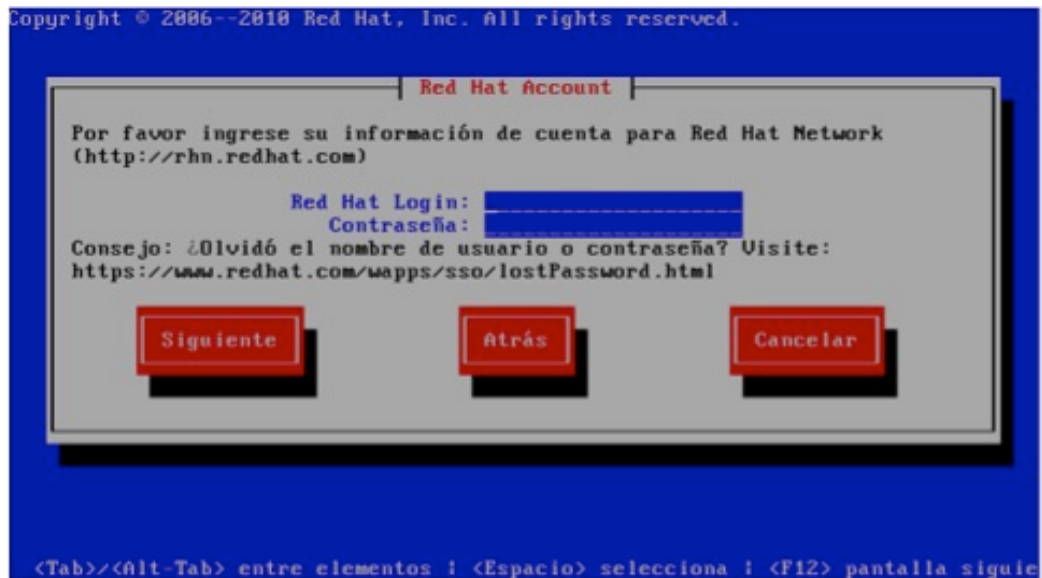 Copyright © 2006--2010 Red Hat, Inc. All rights reserved.
Red Hat Account
Por favor ingrese su información de cuenta para Red Hat Network
(http://rhn.redhat.com)
Red Hat Login:
Contraseña:
Consejo: ¿Olvidó el nombre de usuario o contraseña? Visite:
https://www.redhat.com/wapps/sso/lostPassword.html
Siguiente Atrás Cancelar
<Tab>/<Alt-Tab> entre elementos | <Espacio> selecciona | <F12> pantalla siguie